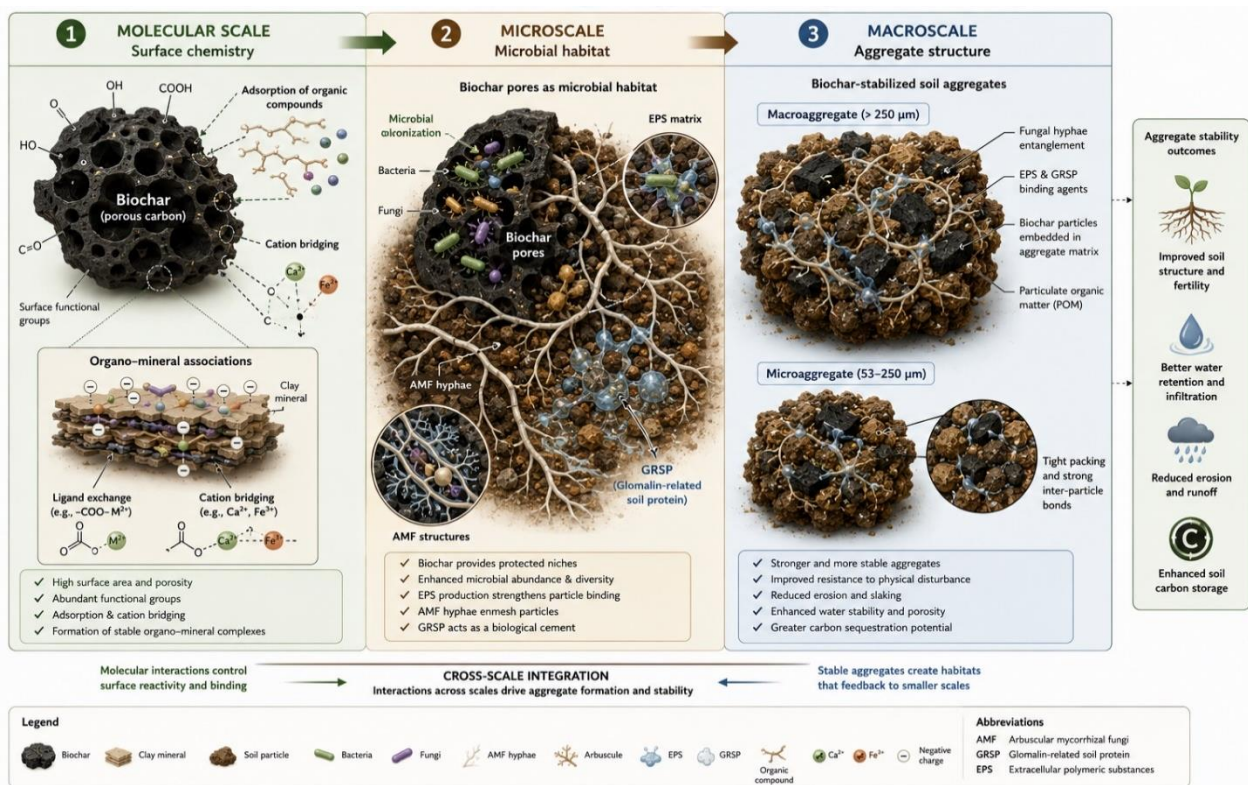 1
MOLECULAR SCALE
Surface chemistry
2
MICROSCALE
Microbial habitat
3
MACROSCALE
Aggregate structure
O
OH
COOH
HO
C=O
Adsorption of organic
compounds
Biochar
(porous carbon)
Cation bridging
Ca²⁺
Fe³⁺
O
C
Surface functional
groups
Organo–mineral associations
Clay
mineral
Ligand exchange
(e.g., –COO– M²⁺)
Cation bridging
(e.g., Ca²⁺, Fe³⁺)
O
O
M²⁺
O
Ca²⁺
Fe³⁺
✓ High surface area and porosity
✓ Abundant functional groups
✓ Adsorption & cation bridging
✓ Formation of stable organo–mineral complexes
Biochar pores as microbial habitat
Microbial
EPS matrix
Bacteria
Fungi
Biochar
pores
AMF hyphae
GRSP
(Glomalin-related
soil protein)
AMF structures
✓ Biochar provides protected niches
✓ Enhanced microbial abundance & diversity
✓ EPS production strengthens particle binding
✓ AMF hyphae enmesh particles
✓ GRSP acts as a biological cement
Biochar-stabilized soil aggregates
Macroaggregate (> 250 μm)
Fungal hyphae
entanglement
EPS & GRSP
binding agents
Biochar particles
embedded in
aggregate matrix
Particulate organic
matter (POM)
Microaggregate (53–250 μm)
Tight packing
and strong
inter-particle
bonds
✓ Stronger and more stable aggregates
✓ Improved resistance to physical disturbance
✓ Reduced erosion and slaking
✓ Enhanced water stability and porosity
✓ Greater carbon sequestration potential
Aggregate stability
outcomes
Improved soil
structure and
fertility
Better water
retention and
infiltration
Reduced erosion
and runoff
C
Enhanced soil
carbon storage
Molecular interactions control
surface reactivity and binding
CROSS-SCALE INTEGRATION
Interactions across scales drive aggregate formation and stability
Stable aggregates create habitats
that feedback to smaller scales
Legend
Biochar
Clay mineral
Soil particle
Bacteria
Fungi
AMF hyphae
Arbuscule
EPS
GRSP
Organic
compound
Ca²⁺
Fe³⁺
Negative
charge
Abbreviations
AMF Arbuscular mycorrhizal fungi
GRSP Glomalin-related soil protein
EPS Extracellular polymeric substances